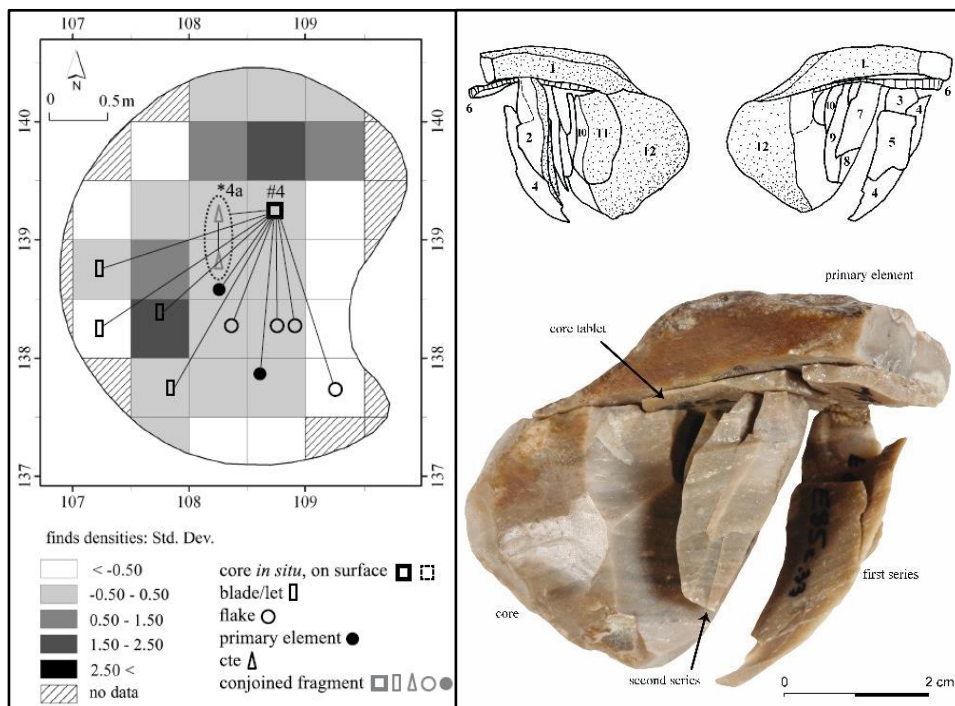 107
108
109
N
0
0.5 m
*4a
#4
140
139
138
137
140
139
138
137
107
108
109
finds densities: Std. Dev.
< -0.50
-0.50 - 0.50
0.50 - 1.50
1.50 - 2.50
2.50 <
no data
core in situ, on surface
blade/let
flake
primary element
cte
conjoined fragment
1
6
2
4
10
11
12
1
6
10
7
3
4
9
5
12
8
4
primary element
core tablet
first series
core
second series
0
2 cm